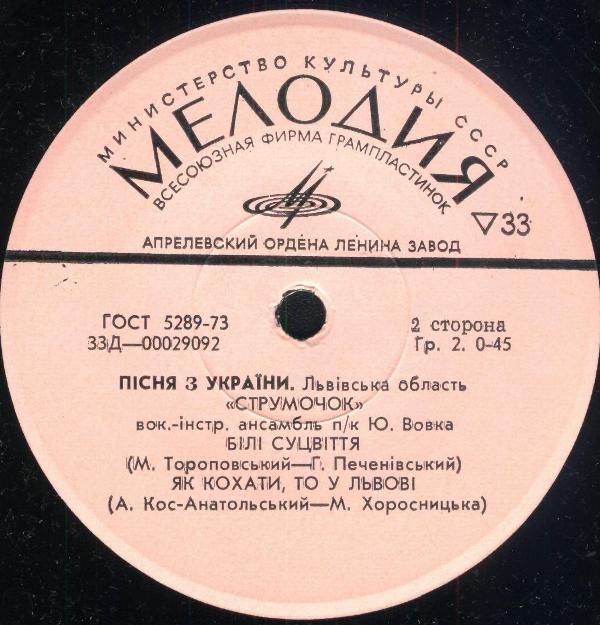 МИНИСТЕРСТВО КУЛЬТУРЫ СССР
МЕЛОДИЯ
ВСЕСОЮЗНАЯ ФИРМА ГРАМПЛАСТИНОК
▽33
АПРЕЛЕВСКИЙ ОРДЕНА ЛЕНИНА ЗАВОД
ГОСТ 5289-73
2 сторона
33Д—00029092
Гр. 2. 0-45
ПІСНЯ З УКРАЇНИ. Львівська область
«СТРУМОЧОК»
вок.-інстр. ансамбль п/к Ю. Вовка
БІЛІ СУЦВІТТЯ
(М. Тороповський—Г. Печенівський)
ЯК КОХАТИ, ТО У ЛЬВОВІ
(А. Кос-Анатольський—М. Хоросницька)